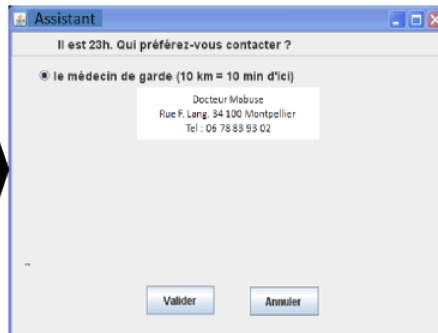 Assistant
Il est 23h. Qui préférez-vous contacter ?
le médecin de garde (10 km = 10 min d'ici)
Docteur Mabuse
Rue F. Lang. 34 100 Montpellier
Tel : 06 78 83 93 02
Valider
Annuler